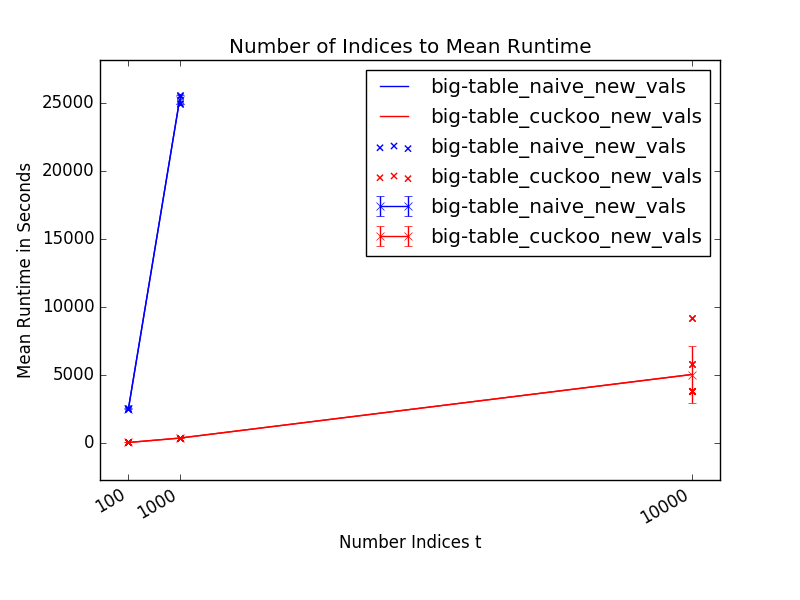 Number of Indices to Mean Runtime
Mean Runtime in Seconds
25000
20000
15000
10000
5000
0
big-table_naive_new_vals
big-table_cuckoo_new_vals
big-table_naive_new_vals
big-table_cuckoo_new_vals
big-table_naive_new_vals
big-table_cuckoo_new_vals
100
1000
10000
Number Indices t